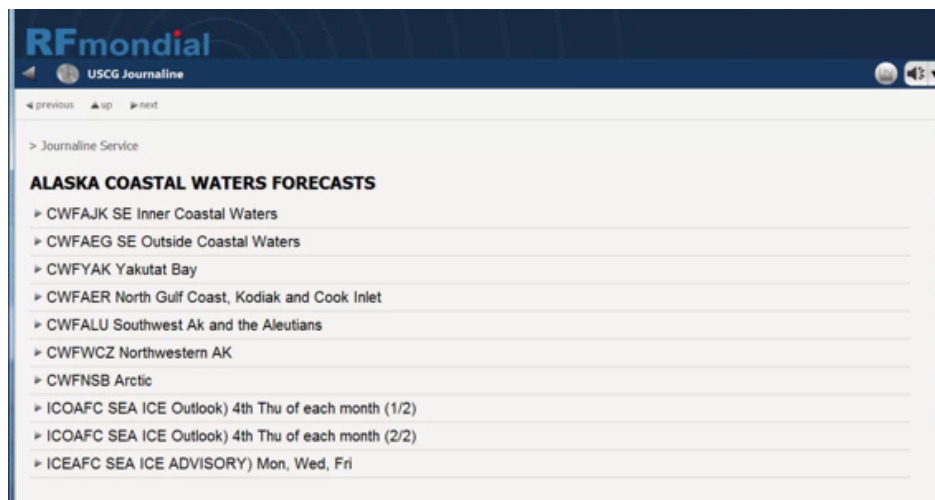 RFmondial
USCG Journaline
previous up next
> Journaline Service
ALASKA COASTAL WATERS FORECASTS
CWFAJK SE Inner Coastal Waters
CWFAEG SE Outside Coastal Waters
CWFYAK Yakutat Bay
CWFAER North Gulf Coast, Kodiak and Cook Inlet
CWFALU Southwest Ak and the Aleutians
CWFWCZ Northwestern AK
CWFNSB Arctic
ICOAFC SEA ICE Outlook) 4th Thu of each month (1/2)
ICOAFC SEA ICE Outlook) 4th Thu of each month (2/2)
ICEAFC SEA ICE ADVISORY) Mon, Wed, Fri